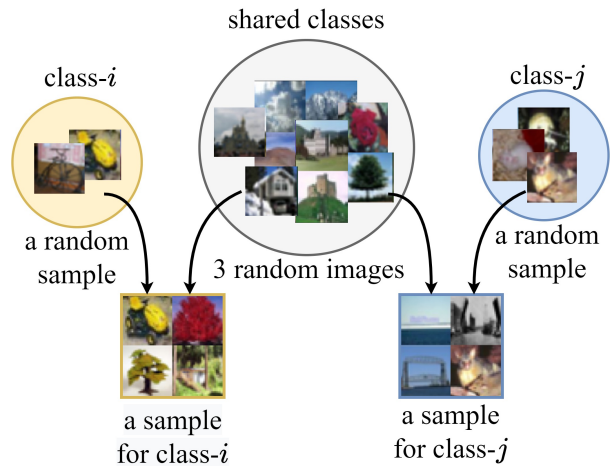 shared classes
class-i
class-j
a random
sample
3 random images
a random
sample
a sample
for class-i
a sample
for class-j